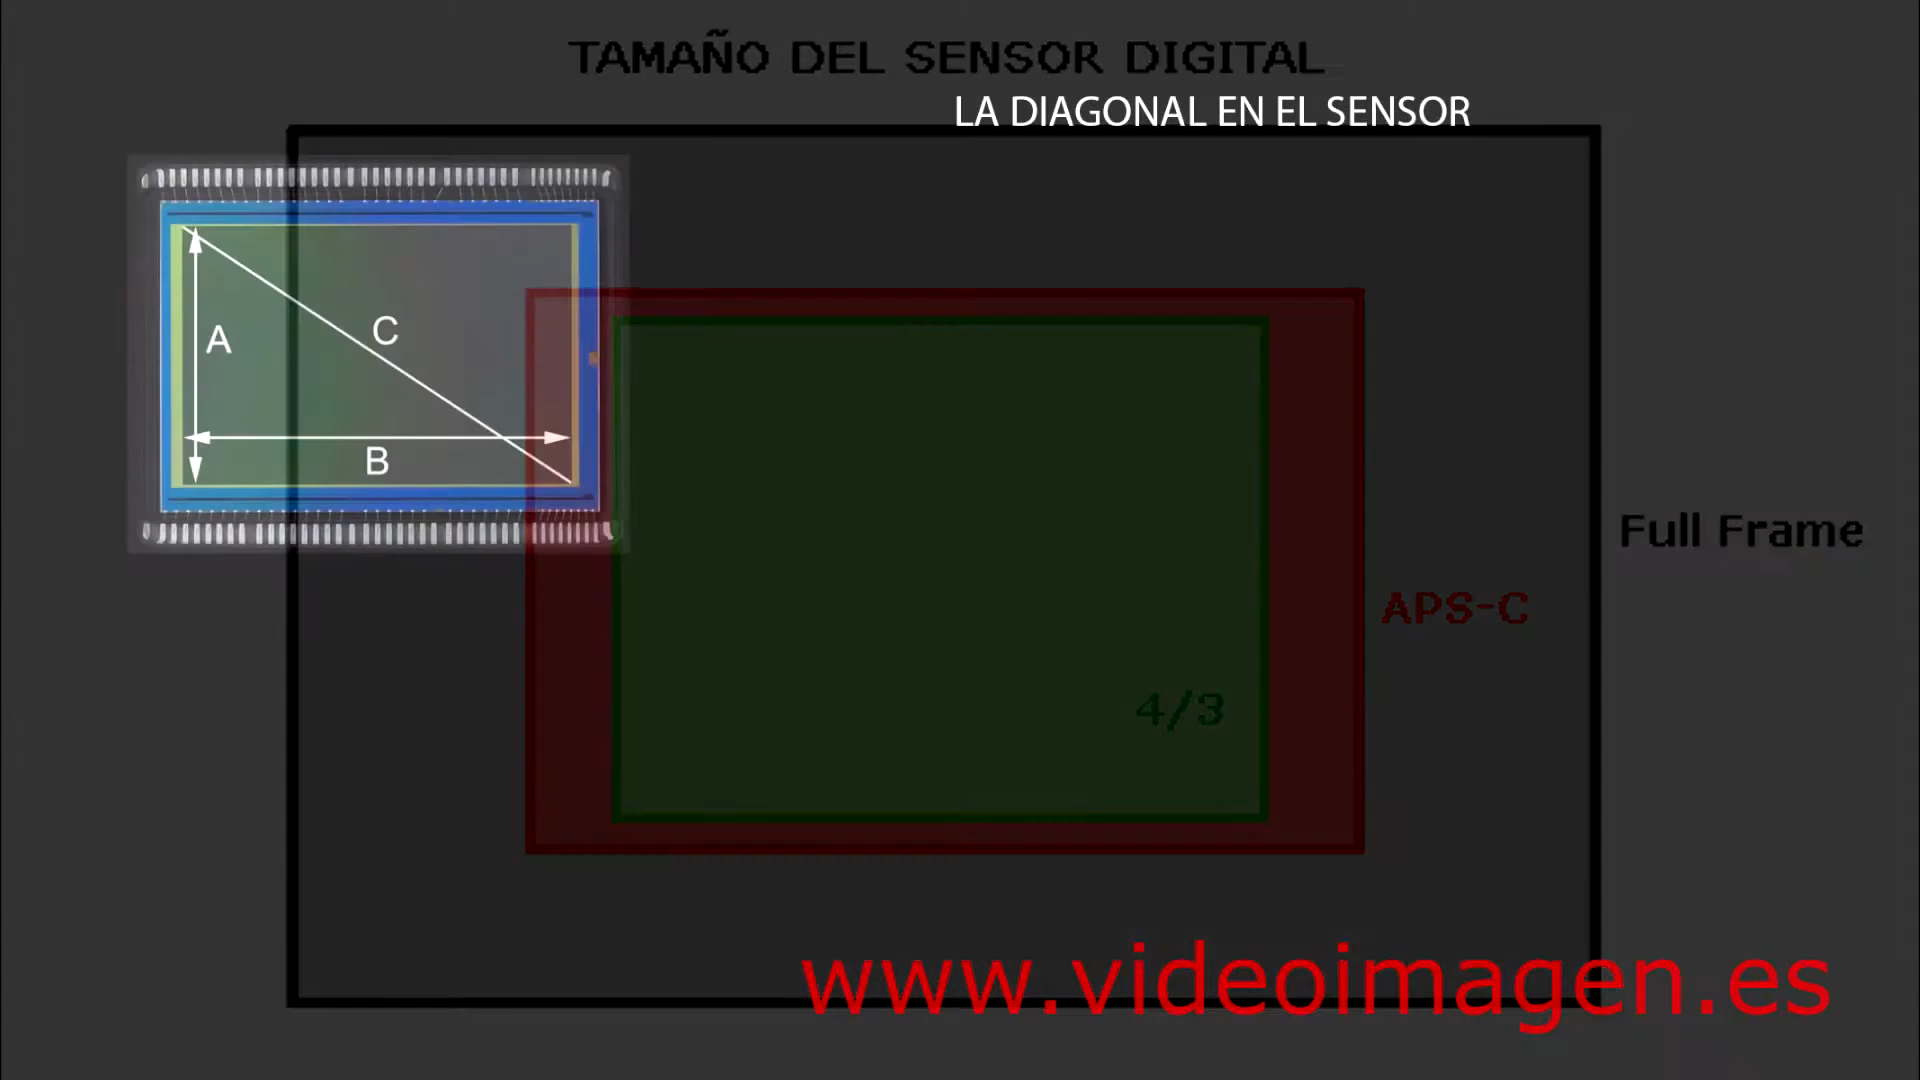 TAMAÑO DEL SENSOR DIGITAL
LA DIAGONAL EN EL SENSOR
A
C
B
Full Frame
APS-C
4/3
www.videoimagen.es